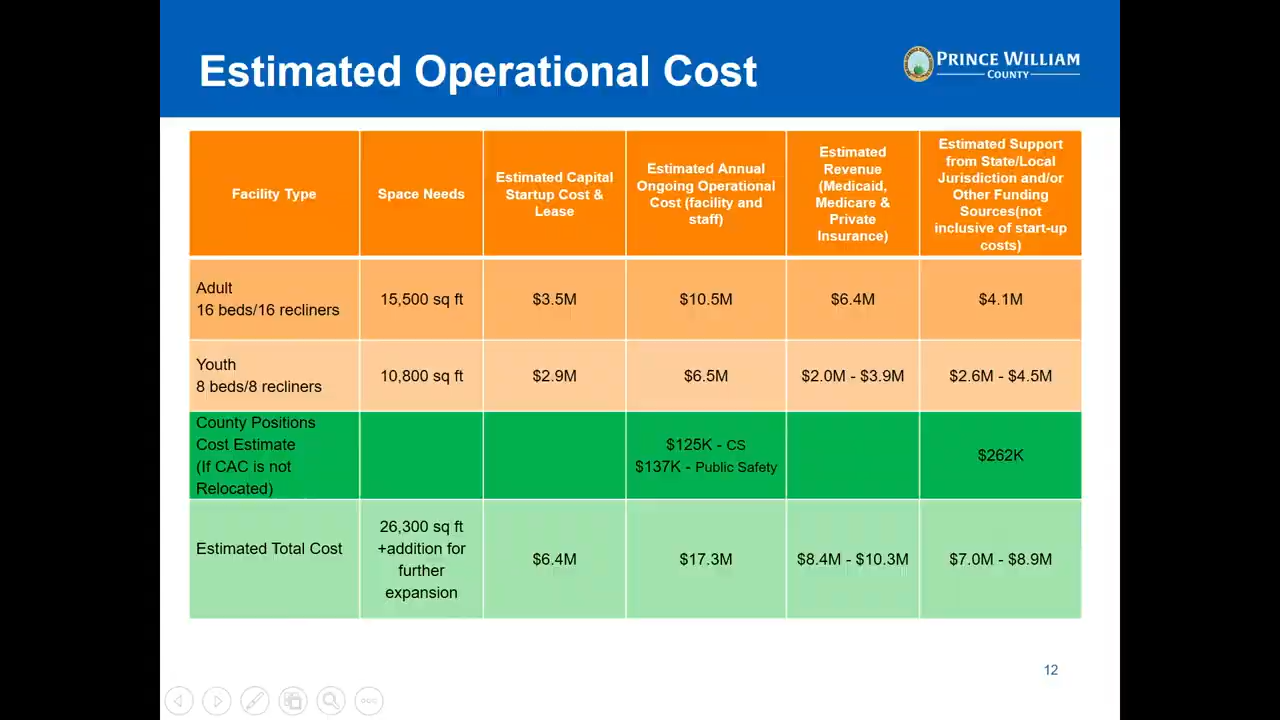 Estimated Operational Cost
PRINCE WILLIAM
COUNTY
Facility Type
Space Needs
Estimated Capital
Startup Cost &
Lease
Estimated Annual
Ongoing Operational
Cost (facility and
staff)
Estimated
Revenue
(Medicaid,
Medicare &
Private
Insurance)
Estimated Support
from State/Local
Jurisdiction and/or
Other Funding
Sources(not
inclusive of start-up
costs)
Adult
16 beds/16 recliners
15,500 sq ft
$3.5M
$10.5M
$6.4M
$4.1M
Youth
8 beds/8 recliners
10,800 sq ft
$2.9M
$6.5M
$2.0M - $3.9M
$2.6M - $4.5M
County Positions
Cost Estimate
(If CAC is not
Relocated)
$125K - CS
$137K - Public Safety
$262K
Estimated Total Cost
26,300 sq ft
+addition for
further
expansion
$6.4M
$17.3M
$8.4M - $10.3M
$7.0M - $8.9M
12